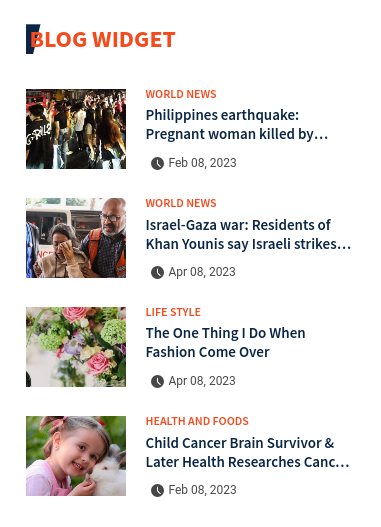 BLOG WIDGET
WORLD NEWS
Philippines earthquake:
Pregnant woman killed by...
Feb 08, 2023
WORLD NEWS
Israel-Gaza war: Residents of
Khan Younis say Israeli strikes...
Apr 08, 2023
LIFE STYLE
The One Thing I Do When
Fashion Come Over
Apr 08, 2023
HEALTH AND FOODS
Child Cancer Brain Survivor &
Later Health Researches Canc...
Feb 08, 2023